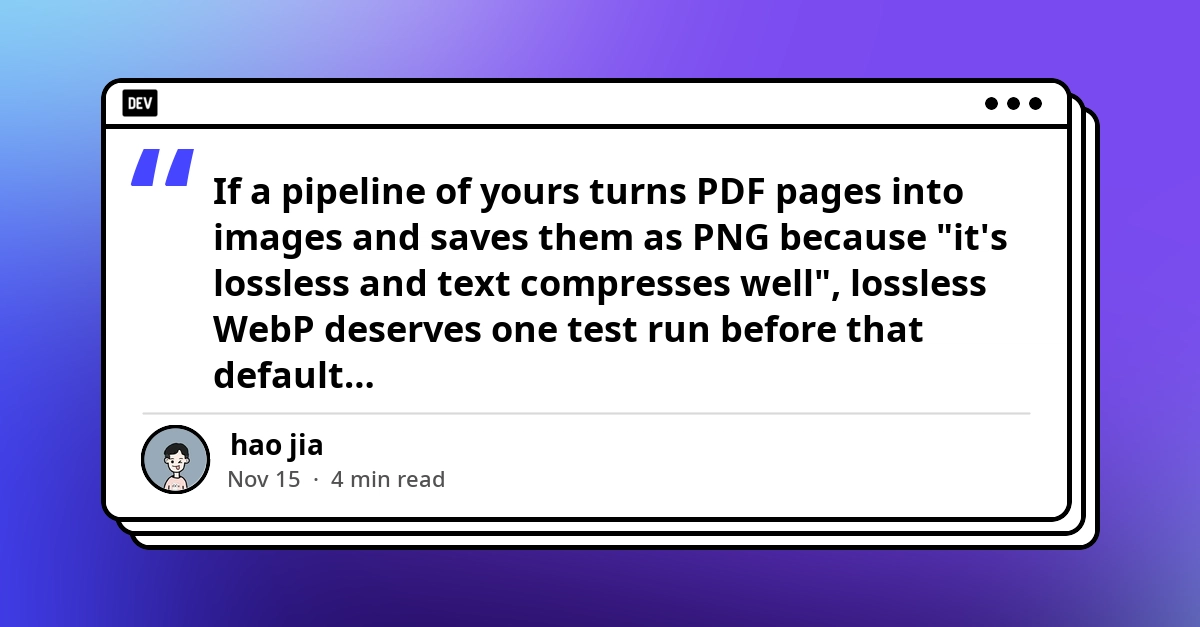 DEV
“
If a pipeline of yours turns PDF pages into
images and saves them as PNG because "it's
lossless and text compresses well", lossless
WebP deserves one test run before that
default...
hao jia
Nov 15 · 4 min read